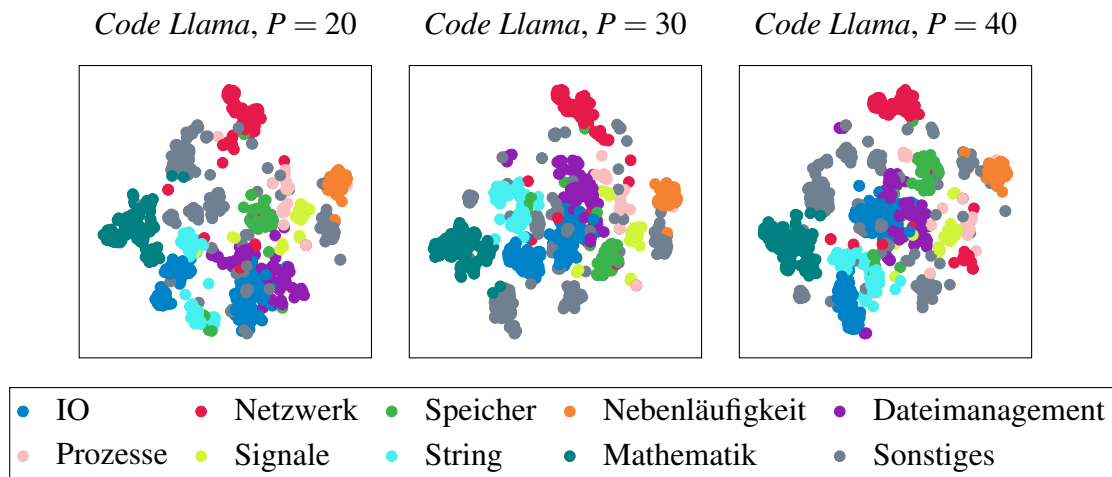 Code Llama, P = 20 Code Llama, P = 30 Code Llama, P = 40
IO Netzwerk Speicher Nebenläufigkeit Dateimanagement
Prozesse Signale String Mathematik Sonstiges